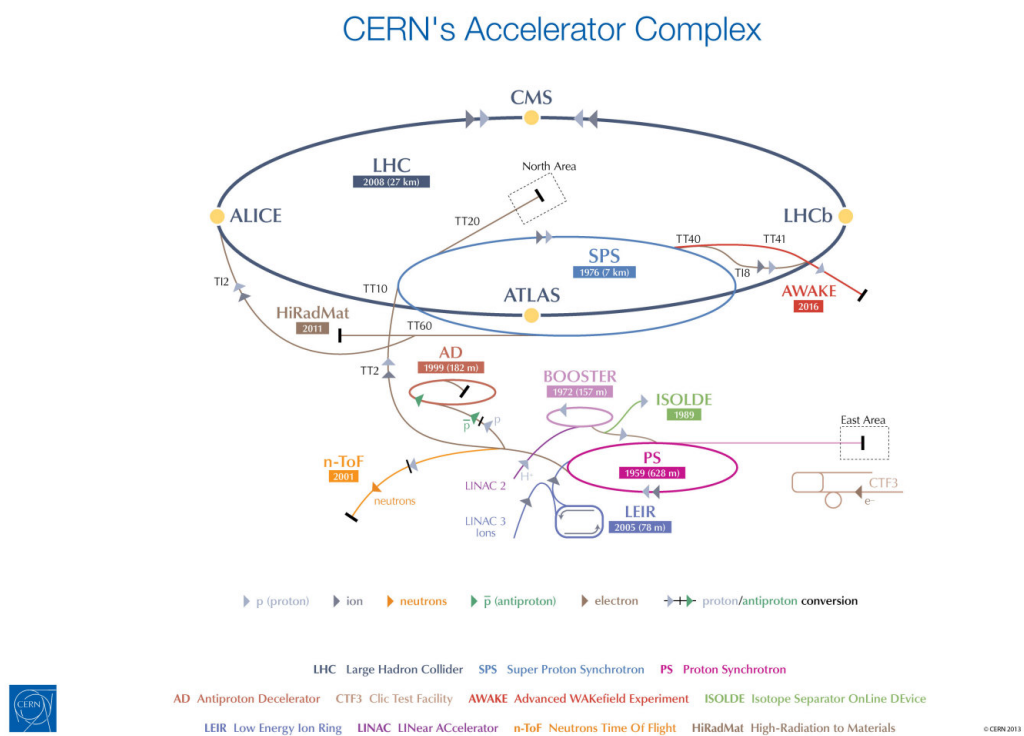 CERN's Accelerator Complex
CMS
LHC
2008 (27 km)
North Area
ALICE
LHCb
TT20
TT40
TT41
SPS
1976 (7 km)
TI8
TI2
TT10
ATLAS
AWAKE
2016
HiRadMat
2011
TT60
AD
1999 (182 m)
TT2
BOOSTER
1972 (157 m)
ISOLDE
1989
p̅
p
East Area
n-ToF
2001
PS
1959 (628 m)
H⁻
LINAC 2
neutrons
CTF3
e⁻
LEIR
2005 (78 m)
LINAC 3
Ions
p (proton) ion neutrons p̅ (antiproton) electron proton/antiproton conversion
LHC Large Hadron Collider SPS Super Proton Synchrotron PS Proton Synchrotron
AD Antiproton Decelerator CTF3 Clic Test Facility AWAKE Advanced WAKefield Experiment ISOLDE Isotope Separator OnLine DEvice
LEIR Low Energy Ion Ring LINAC LINear ACcelerator n-ToF Neutrons Time Of Flight HiRadMat High-Radiation to Materials
CERN
© CERN 2013